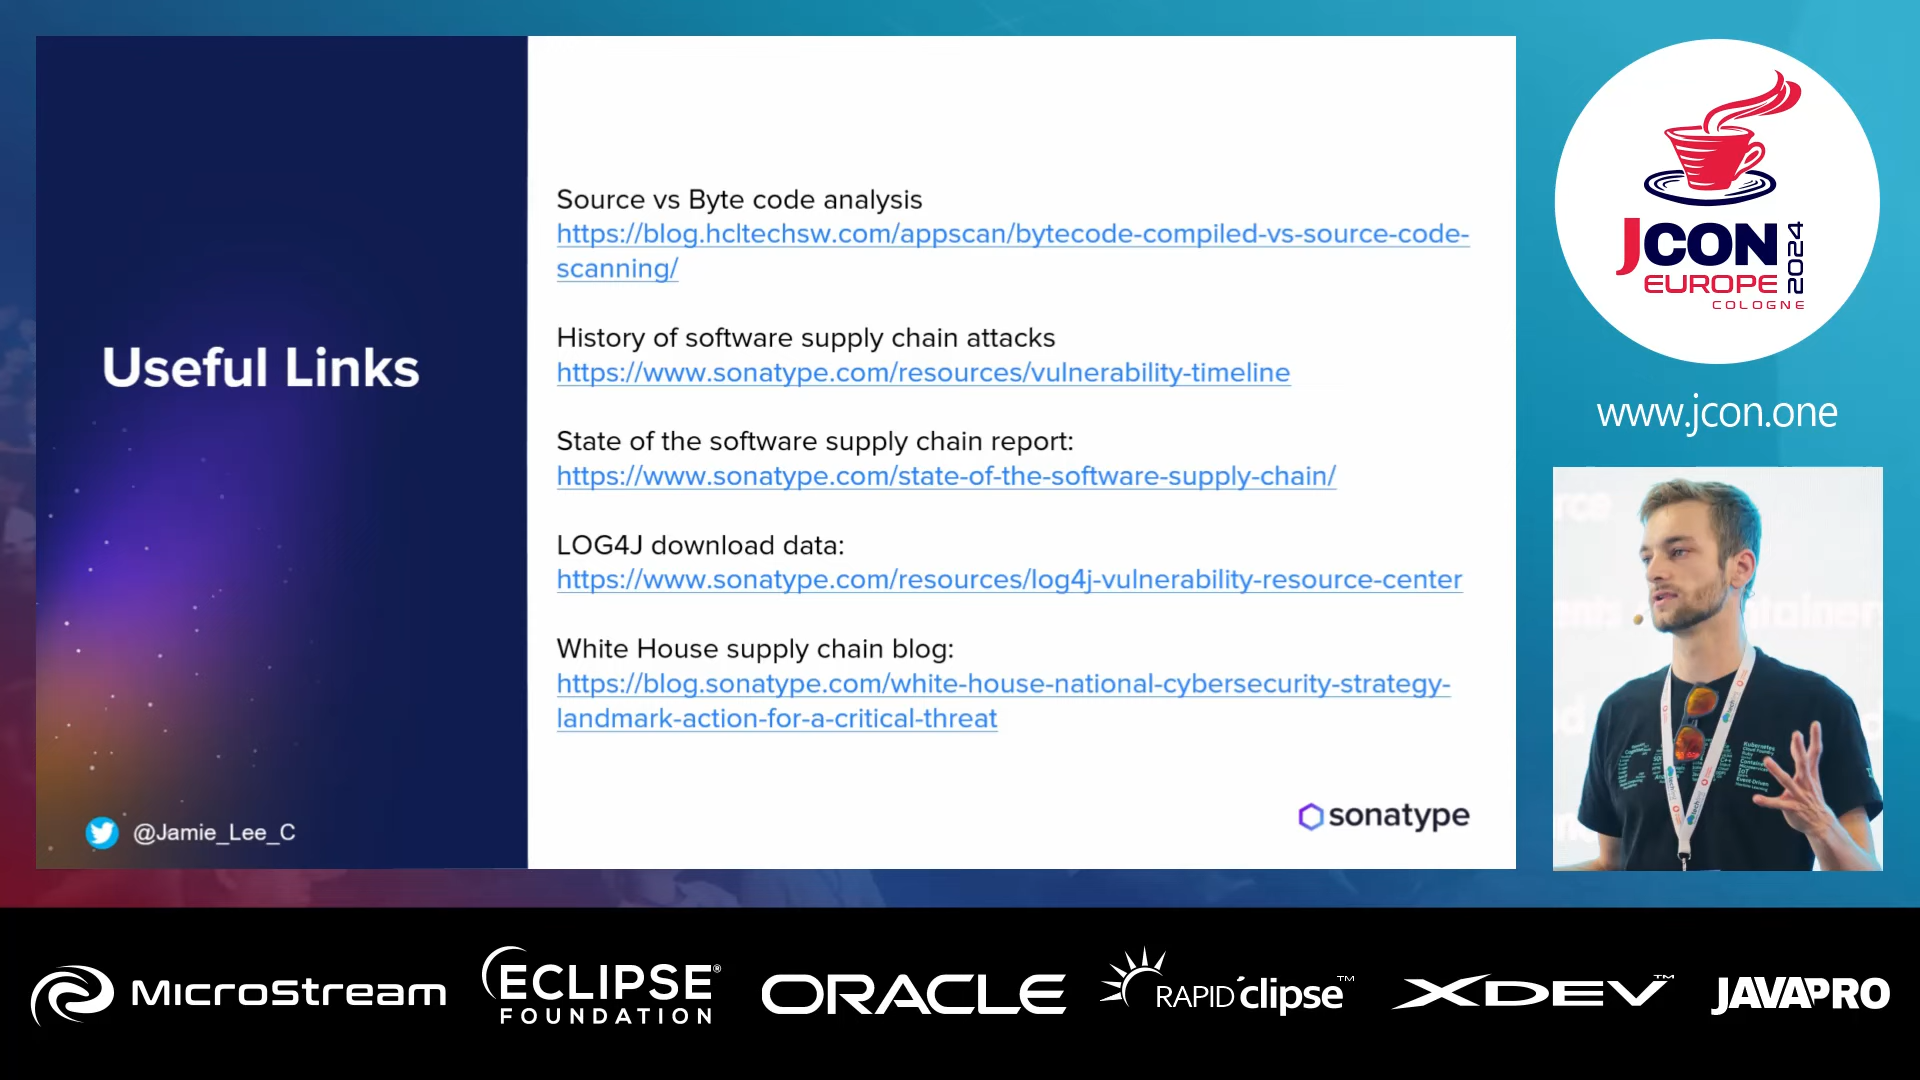 Useful Links
@Jamie_Lee_C
Source vs Byte code analysis
https://blog.hcltechsw.com/appscan/bytecode-compiled-vs-source-code-
scanning/
History of software supply chain attacks
https://www.sonatype.com/resources/vulnerability-timeline
State of the software supply chain report:
https://www.sonatype.com/state-of-the-software-supply-chain/
LOG4J download data:
https://www.sonatype.com/resources/log4j-vulnerability-resource-center
White House supply chain blog:
https://blog.sonatype.com/white-house-national-cybersecurity-strategy-
landmark-action-for-a-critical-threat
sonatype
JCON
EUROPE
2024
COLOGNE
www.jcon.one
MicroStream
ECLIPSE®
FOUNDATION
ORACLE
RAPID'clipse™
XDEV™
JAVAPRO